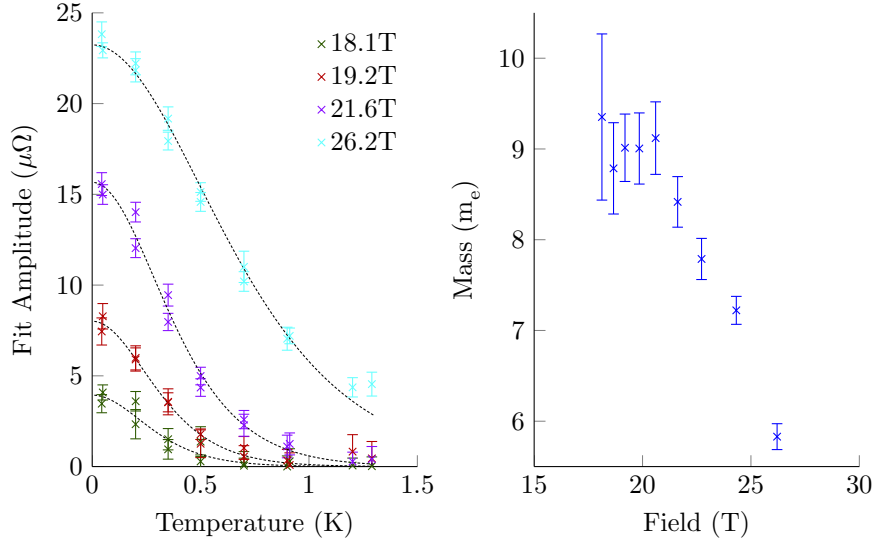 25
20
15
10
5
0
0
0.5
1
1.5
Fit Amplitude (μΩ)
Temperature (K)
18.1T
19.2T
21.6T
26.2T
10
9
8
7
6
15
20
25
30
Mass (mₑ)
Field (T)